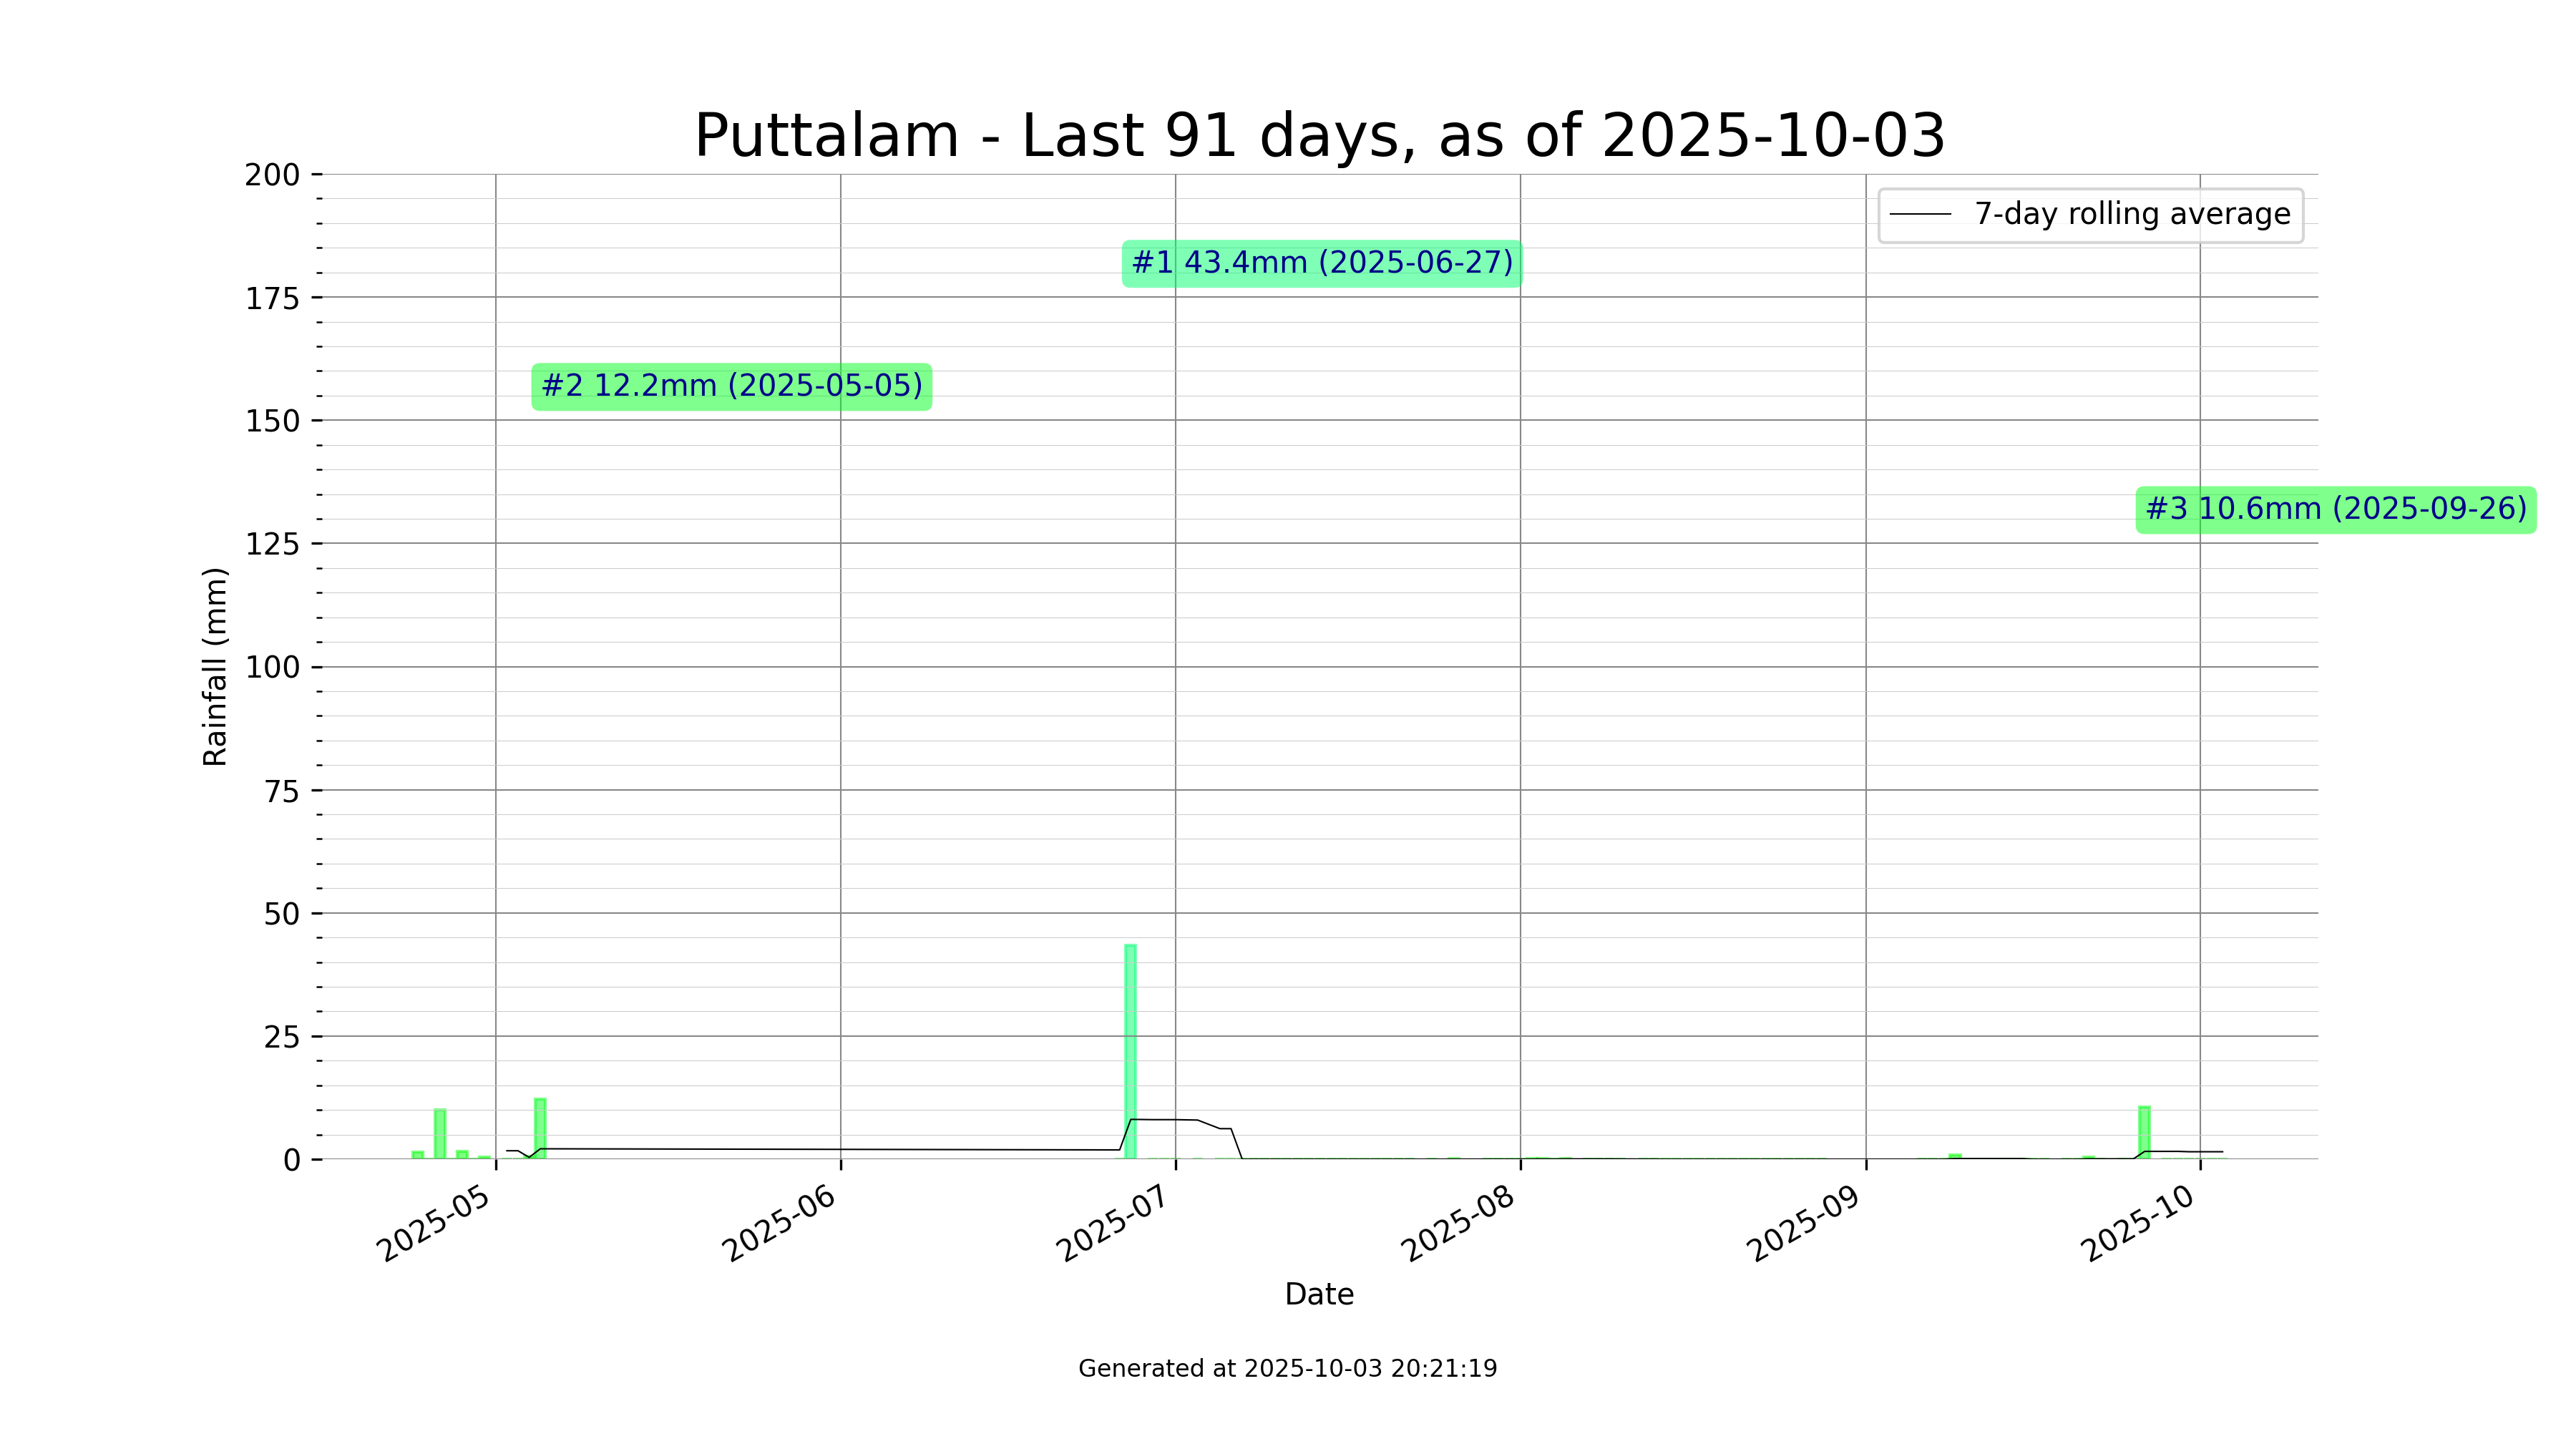 Puttalam - Last 91 days, as of 2025-10-03
200
175
150
125
100
75
50
25
0
Rainfall (mm)
7-day rolling average
#1 43.4mm (2025-06-27)
#2 12.2mm (2025-05-05)
#3 10.6mm (2025-09-26)
2025-05
2025-06
2025-07
2025-08
2025-09
2025-10
Date
Generated at 2025-10-03 20:21:19